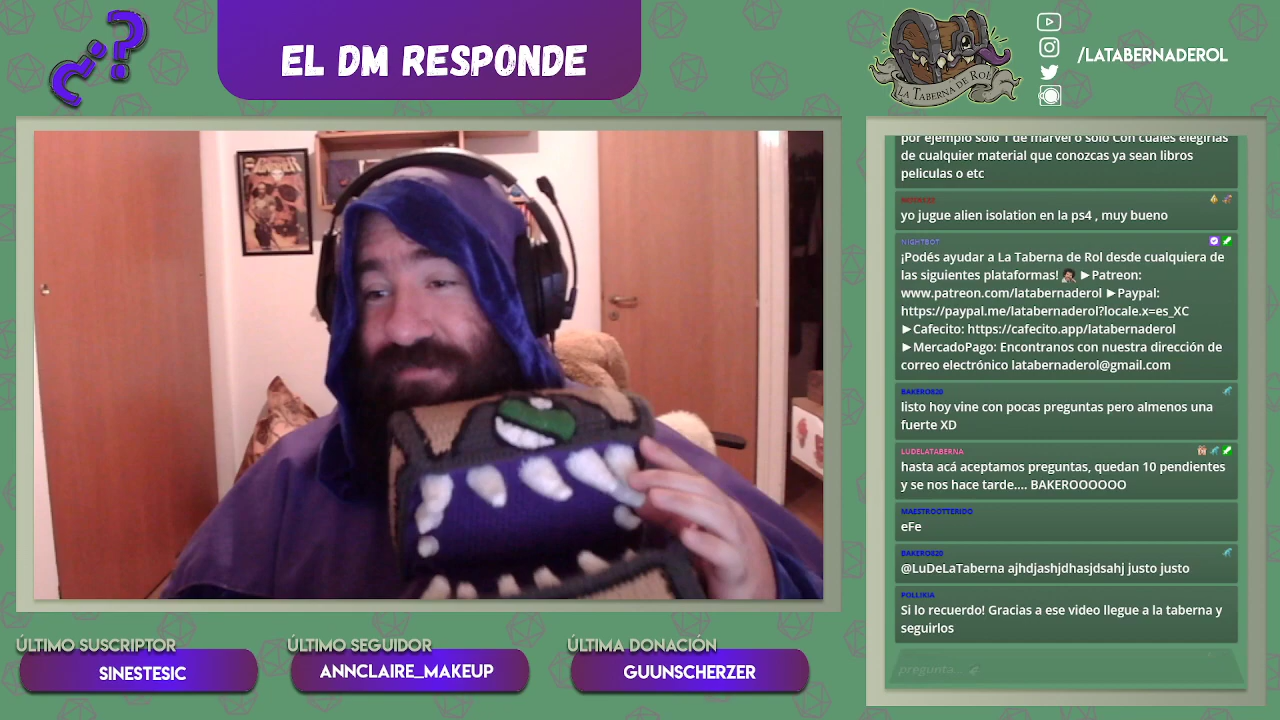 ¿?
EL DM RESPONDE
LA TABERNA DE ROL
/LATABERNADEROL
por ejemplo solo 1 de marvel o solo Con cuales elegirias
de cualquier material que conozcas ya sean libros
peliculas o etc
yo jugue alien isolation en la ps4 , muy bueno
NIGHTBOT
¡Podés ayudar a La Taberna de Rol desde cualquiera de
las siguientes plataformas! ►Patreon:
www.patreon.com/latabernaderol ►Paypal:
https://paypal.me/latabernaderol?locale.x=es_XC
►Cafecito: https://cafecito.app/latabernaderol
►MercadoPago: Encontranos con nuestra dirección de
correo electrónico latabernaderol@gmail.com
BAKERO820
listo hoy vine con pocas preguntas pero almenos una
fuerte XD
LUDELATABERNA
hasta acá aceptamos preguntas, quedan 10 pendientes
y se nos hace tarde.... BAKEROOOOOO
MAESTROOTTERIDO
eFe
BAKERO820
@LuDeLaTaberna ajhdjashjdhasjdsahj justo justo
POLLIKIA
Si lo recuerdo! Gracias a ese video llegue a la taberna y
seguirlos
pregunta...
ÚLTIMO SUSCRIPTOR
SINESTESIC
ÚLTIMO SEGUIDOR
ANNCLAIRE_MAKEUP
ÚLTIMA DONACIÓN
GUUNSCHERZER